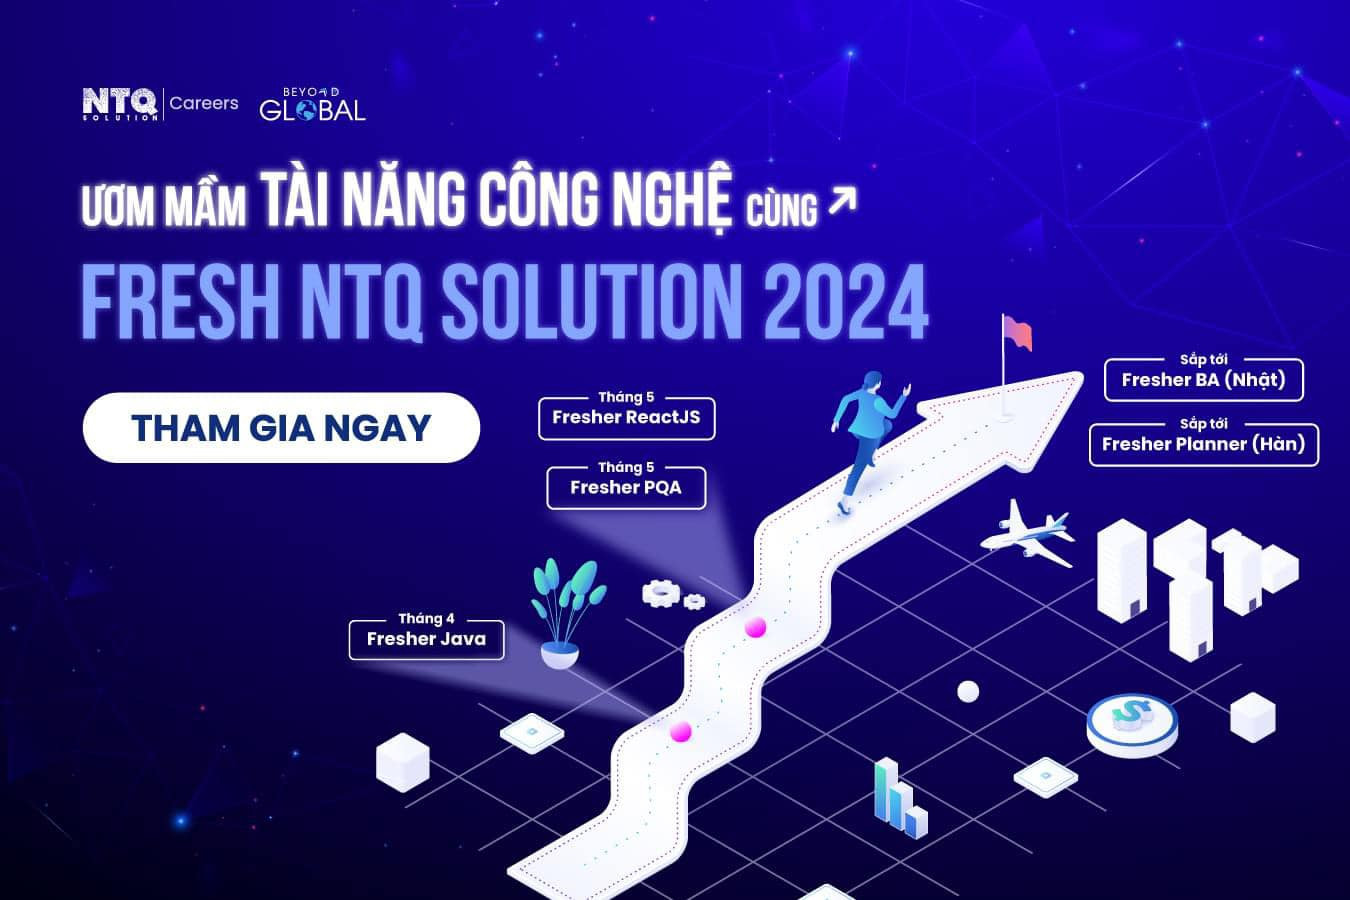 NTQ SOLUTION | Careers
BEYOND GLOBAL
ƯƠM MẦM TÀI NĂNG CÔNG NGHỆ CÙNG
FRESH NTQ SOLUTION 2024
THAM GIA NGAY
Tháng 5
Fresher ReactJS
Tháng 5
Fresher PQA
Tháng 4
Fresher Java
Sắp tới
Fresher BA (Nhật)
Sắp tới
Fresher Planner (Hàn)
$